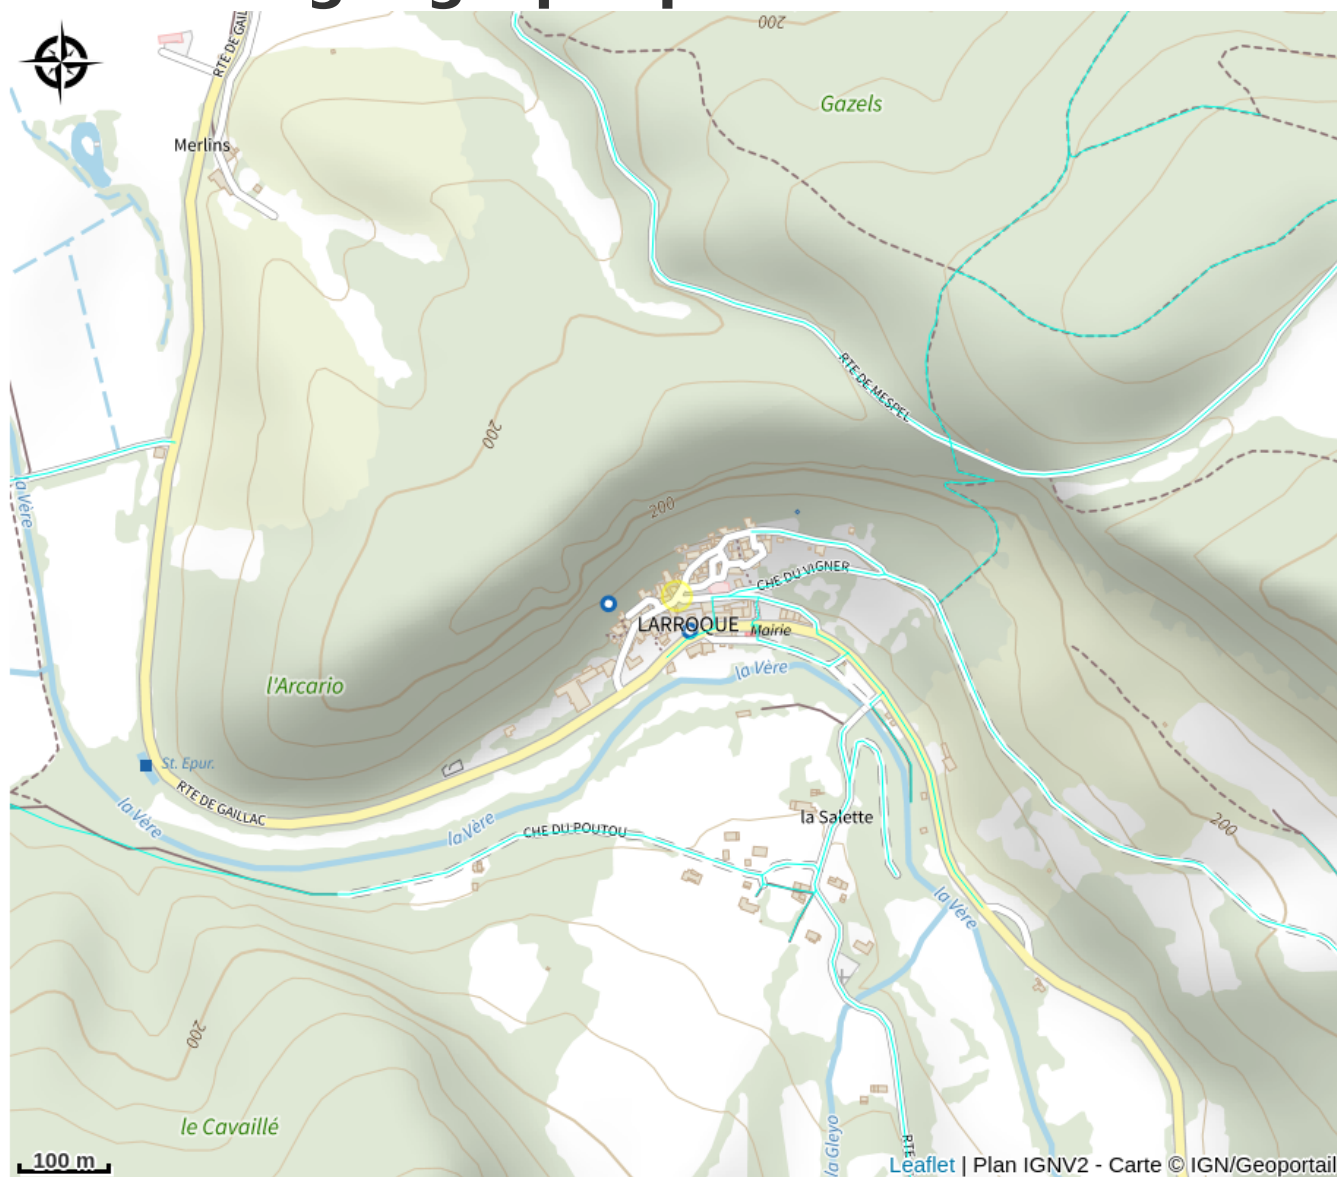 200
RTE DE GAIL
Gazels
Merlins
RTE DE MESPEL
200
la Vère
200
CHE DU VIGNER
LARROQUE
Mairie
la Vère
l'Arcario
St. Epur.
RTE DE GAILLAC
la Vère
la Vère
CHE DU POUTOU
la Salette
200
la Vère
200
le Cavaillé
la Gleyo
RTE
100 m
Leaflet | Plan IGNV2 - Carte © IGN/Geoportail